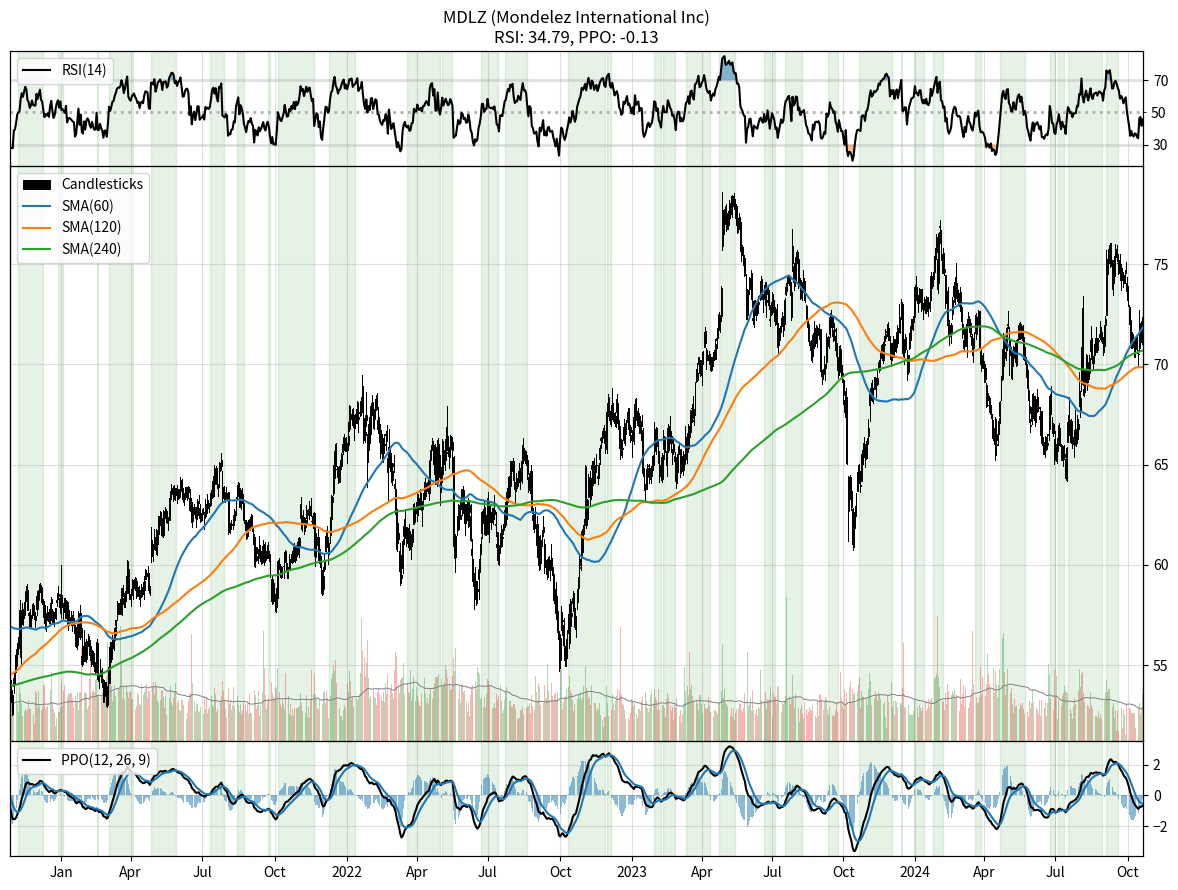 MDLZ (Mondelez International Inc)
RSI: 34.79, PPO: -0.13
RSI(14)
70
50
30
Candlesticks
SMA(60)
SMA(120)
SMA(240)
75
70
65
60
55
PPO(12, 26, 9)
2
0
−2
Jan Apr Jul Oct 2022 Apr Jul Oct 2023 Apr Jul Oct 2024 Apr Jul Oct